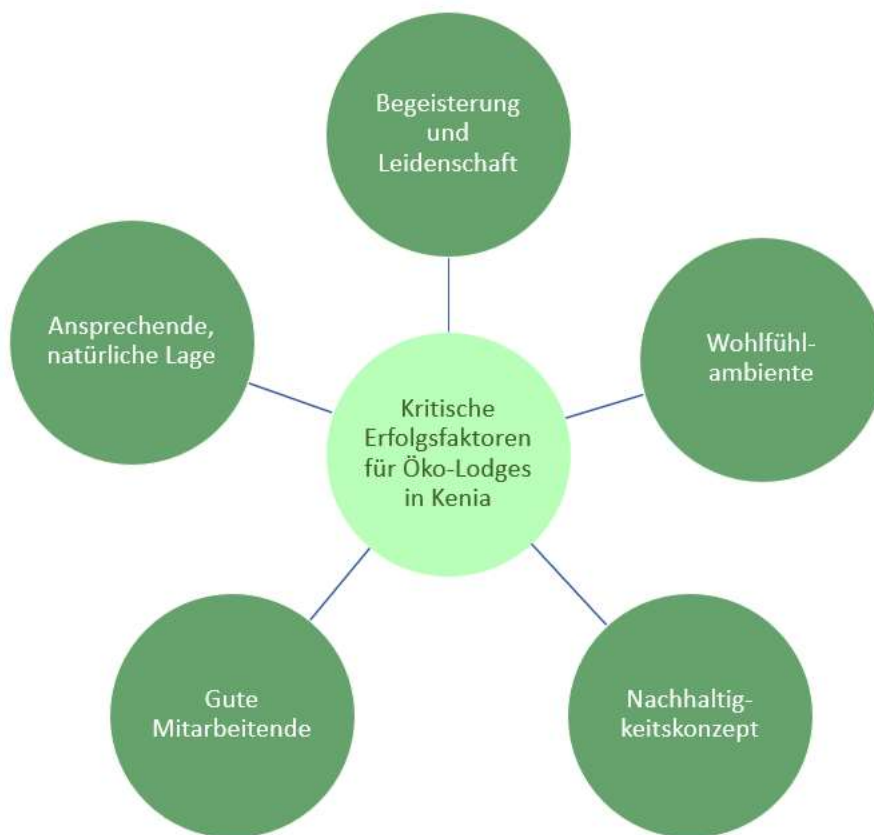 Begeisterung
und
Leidenschaft
Ansprechende,
natürliche Lage
Wohlfühl-
ambiente
Kritische
Erfolgsfaktoren
für Öko-Lodges
in Kenia
Gute
Mitarbeitende
Nachhaltig-
keitskonzept